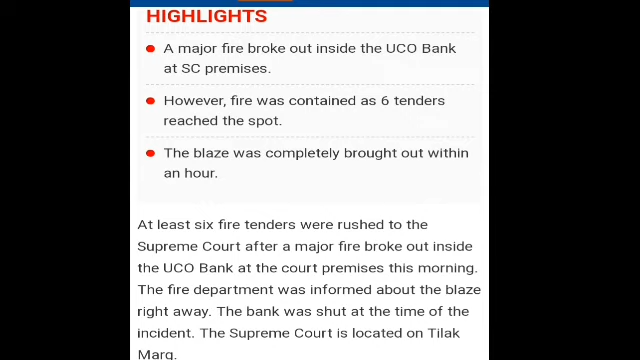 HIGHLIGHTS
A major fire broke out inside the UCO Bank
at SC premises.
However, fire was contained as 6 tenders
reached the spot.
The blaze was completely brought out within
an hour.
At least six fire tenders were rushed to the
Supreme Court after a major fire broke out inside
the UCO Bank at the court premises this morning.
The fire department was informed about the blaze
right away. The bank was shut at the time of the
incident. The Supreme Court is located on Tilak
Marg.